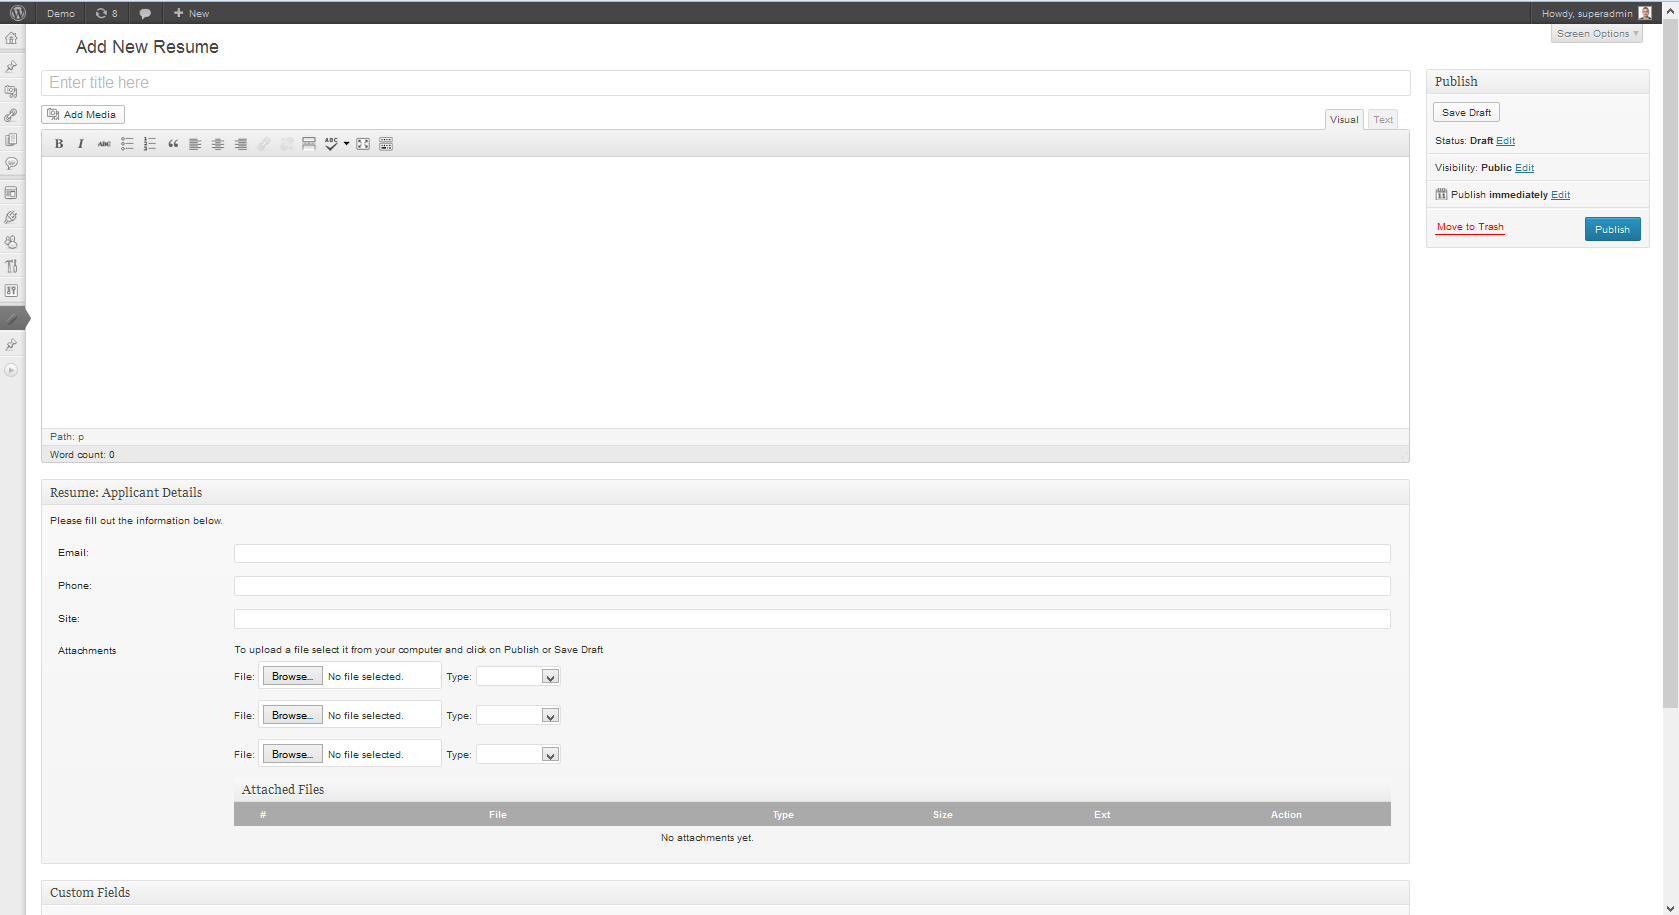 Demo 8 New Howdy, superadmin
Screen Options
Add New Resume
Enter title here
Add Media
Visual Text
B I ABC ABC
Path: p
Word count: 0
Publish
Save Draft
Status: Draft Edit
Visibility: Public Edit
Publish immediately Edit
Move to Trash Publish
Resume: Applicant Details
Please fill out the information below.
Email:
Phone:
Site:
Attachments To upload a file select it from your computer and click on Publish or Save Draft
File: Browse... No file selected. Type:
File: Browse... No file selected. Type:
File: Browse... No file selected. Type:
Attached Files
# File Type Size Ext Action
No attachments yet.
Custom Fields